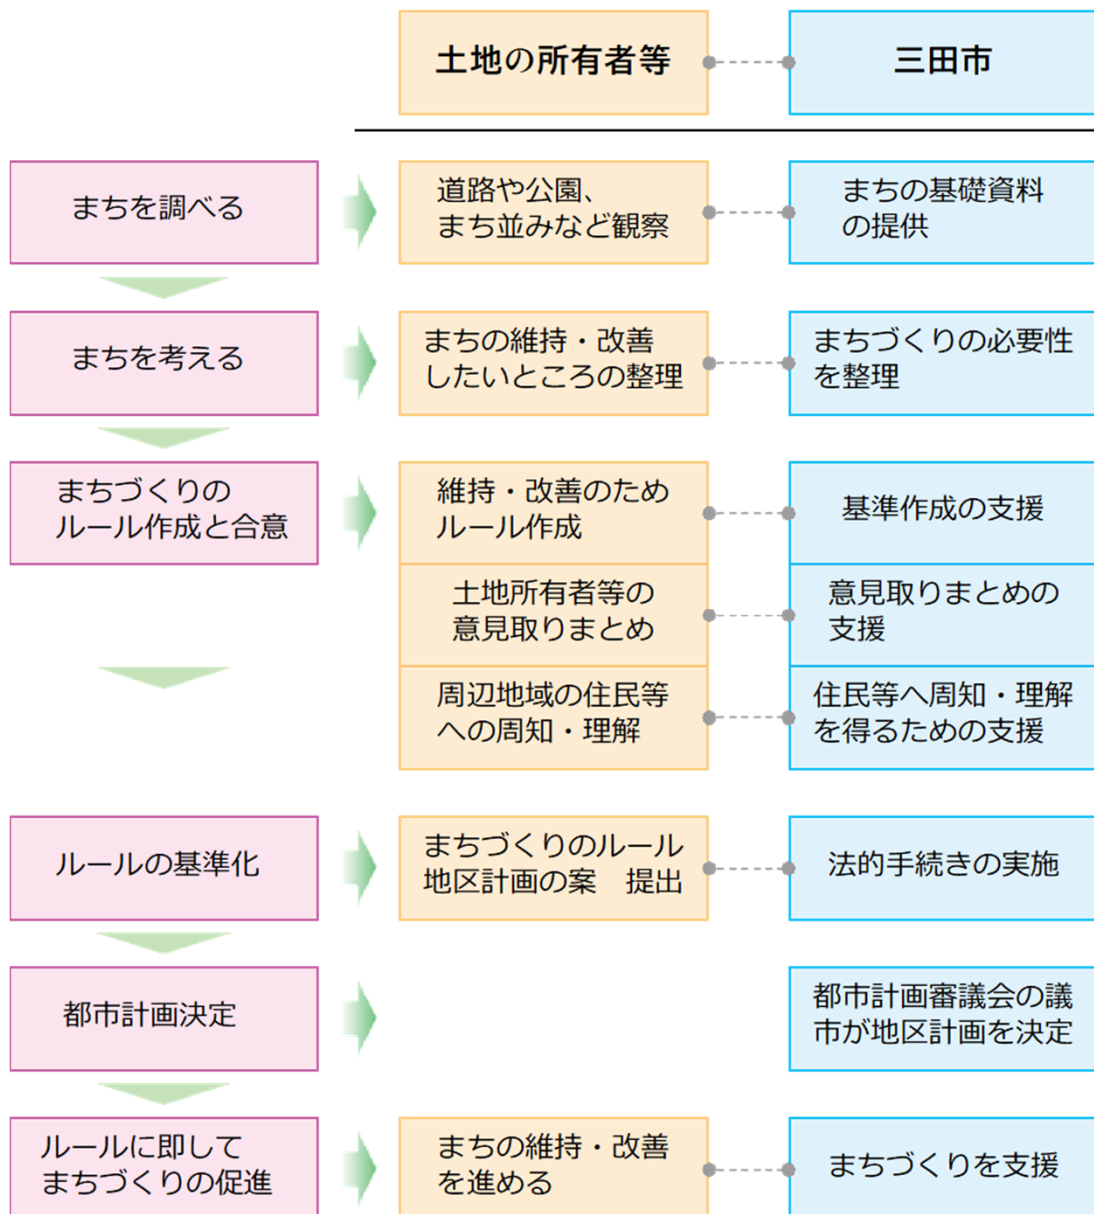 土地の所有者等
三田市
まちを調べる
道路や公園、
まち並みなど観察
まちの基礎資料
の提供
まちを考える
まちの維持・改善
したいところの整理
まちづくりの必要性
を整理
まちづくりの
ルール作成と合意
維持・改善のため
ルール作成
基準作成の支援
土地所有者等の
意見取りまとめ
意見取りまとめの
支援
周辺地域の住民等
への周知・理解
住民等へ周知・理解
を得るための支援
ルールの基準化
まちづくりのルール
地区計画の案　提出
法的手続きの実施
都市計画決定
都市計画審議会の議
市が地区計画を決定
ルールに即して
まちづくりの促進
まちの維持・改善
を進める
まちづくりを支援